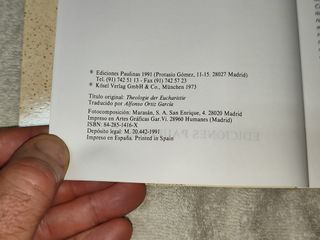 © Ediciones Paulinas 1991 (Protasio Gómez, 11-15. 28027 Madrid)
Tel. (91) 742 51 13 - Fax (91) 742 57 23
© Kösel Verlag GmbH & Co., München 1973
Título original: Theologie der Eucharistie
Traducido por Alfonso Ortiz García
Fotocomposición: Marasán, S. A. San Enrique, 4. 28020 Madrid
Impreso en Artes Gráficas Gar.Vi. 28960 Humanes (Madrid)
ISBN: 84-285-1416-X
Depósito legal: M. 20.442-1991
Impreso en España. Printed in Spain